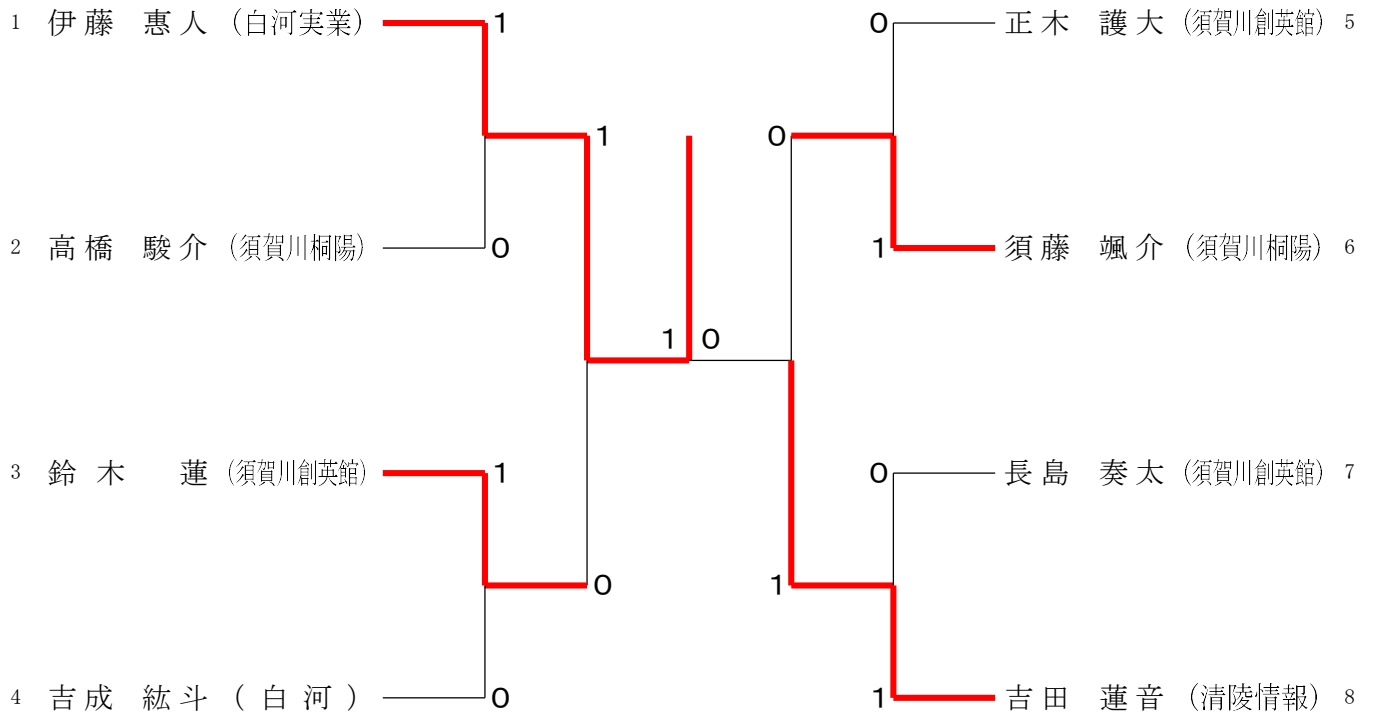 1 伊藤 惠人 (白河実業) 1
0 正木 護大 (須賀川創英館) 5
1
0
2 高橋 駿介 (須賀川桐陽) 0
1 須藤 颯介 (須賀川桐陽) 6
1 0
3 鈴木 蓮 (須賀川創英館) 1
0 長島 奏太 (須賀川創英館) 7
0
1
4 吉成 紘斗 (白河) 0
1 吉田 蓮音 (清陵情報) 8